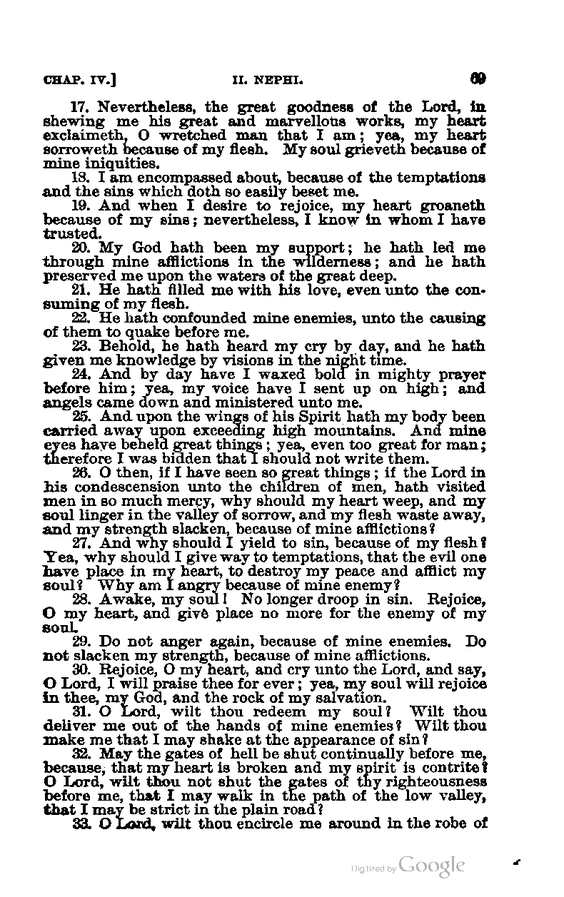 CHAP. IV.] II. NEPHI. 69
17. Nevertheless, the great goodness of the Lord, in
shewing me his great and marvellous works, my heart
exclaimeth, O wretched man that I am; yea, my heart
sorroweth because of my flesh. My soul grieveth because of
mine iniquities.
18. I am encompassed about, because of the temptations
and the sins which doth so easily beset me.
19. And when I desire to rejoice, my heart groaneth
because of my sins; nevertheless, I know in whom I have
trusted.
20. My God hath been my support; he hath led me
through mine afflictions in the wilderness; and he hath
preserved me upon the waters of the great deep.
21. He hath filled me with his love, even unto the con-
suming of my flesh.
22. He hath confounded mine enemies, unto the causing
of them to quake before me.
23. Behold, he hath heard my cry by day, and he hath
given me knowledge by visions in the night time.
24. And by day have I waxed bold in mighty prayer
before him; yea, my voice have I sent up on high; and
angels came down and ministered unto me.
25. And upon the wings of his Spirit hath my body been
carried away upon exceeding high mountains. And mine
eyes have beheld great things; yea, even too great for man;
therefore I was bidden that I should not write them.
26. O then, if I have seen so great things; if the Lord in
his condescension unto the children of men, hath visited
men in so much mercy, why should my heart weep, and my
soul linger in the valley of sorrow, and my flesh waste away,
and my strength slacken, because of mine afflictions?
27. And why should I yield to sin, because of my flesh?
Yea, why should I give way to temptations, that the evil one
have place in my heart, to destroy my peace and afflict my
soul? Why am I angry because of mine enemy?
28. Awake, my soul! No longer droop in sin. Rejoice,
O my heart, and give place no more for the enemy of my
soul.
29. Do not anger again, because of mine enemies. Do
not slacken my strength, because of mine afflictions.
30. Rejoice, O my heart, and cry unto the Lord, and say,
O Lord, I will praise thee for ever; yea, my soul will rejoice
in thee, my God, and the rock of my salvation.
31. O Lord, wilt thou redeem my soul? Wilt thou
deliver me out of the hands of mine enemies? Wilt thou
make me that I may shake at the appearance of sin?
32. May the gates of hell be shut continually before me,
because, that my heart is broken and my spirit is contrite?
O Lord, wilt thou not shut the gates of thy righteousness
before me, that I may walk in the path of the low valley,
that I may be strict in the plain road?
33. O Lord, wilt thou encircle me around in the robe of
Digitized by Google